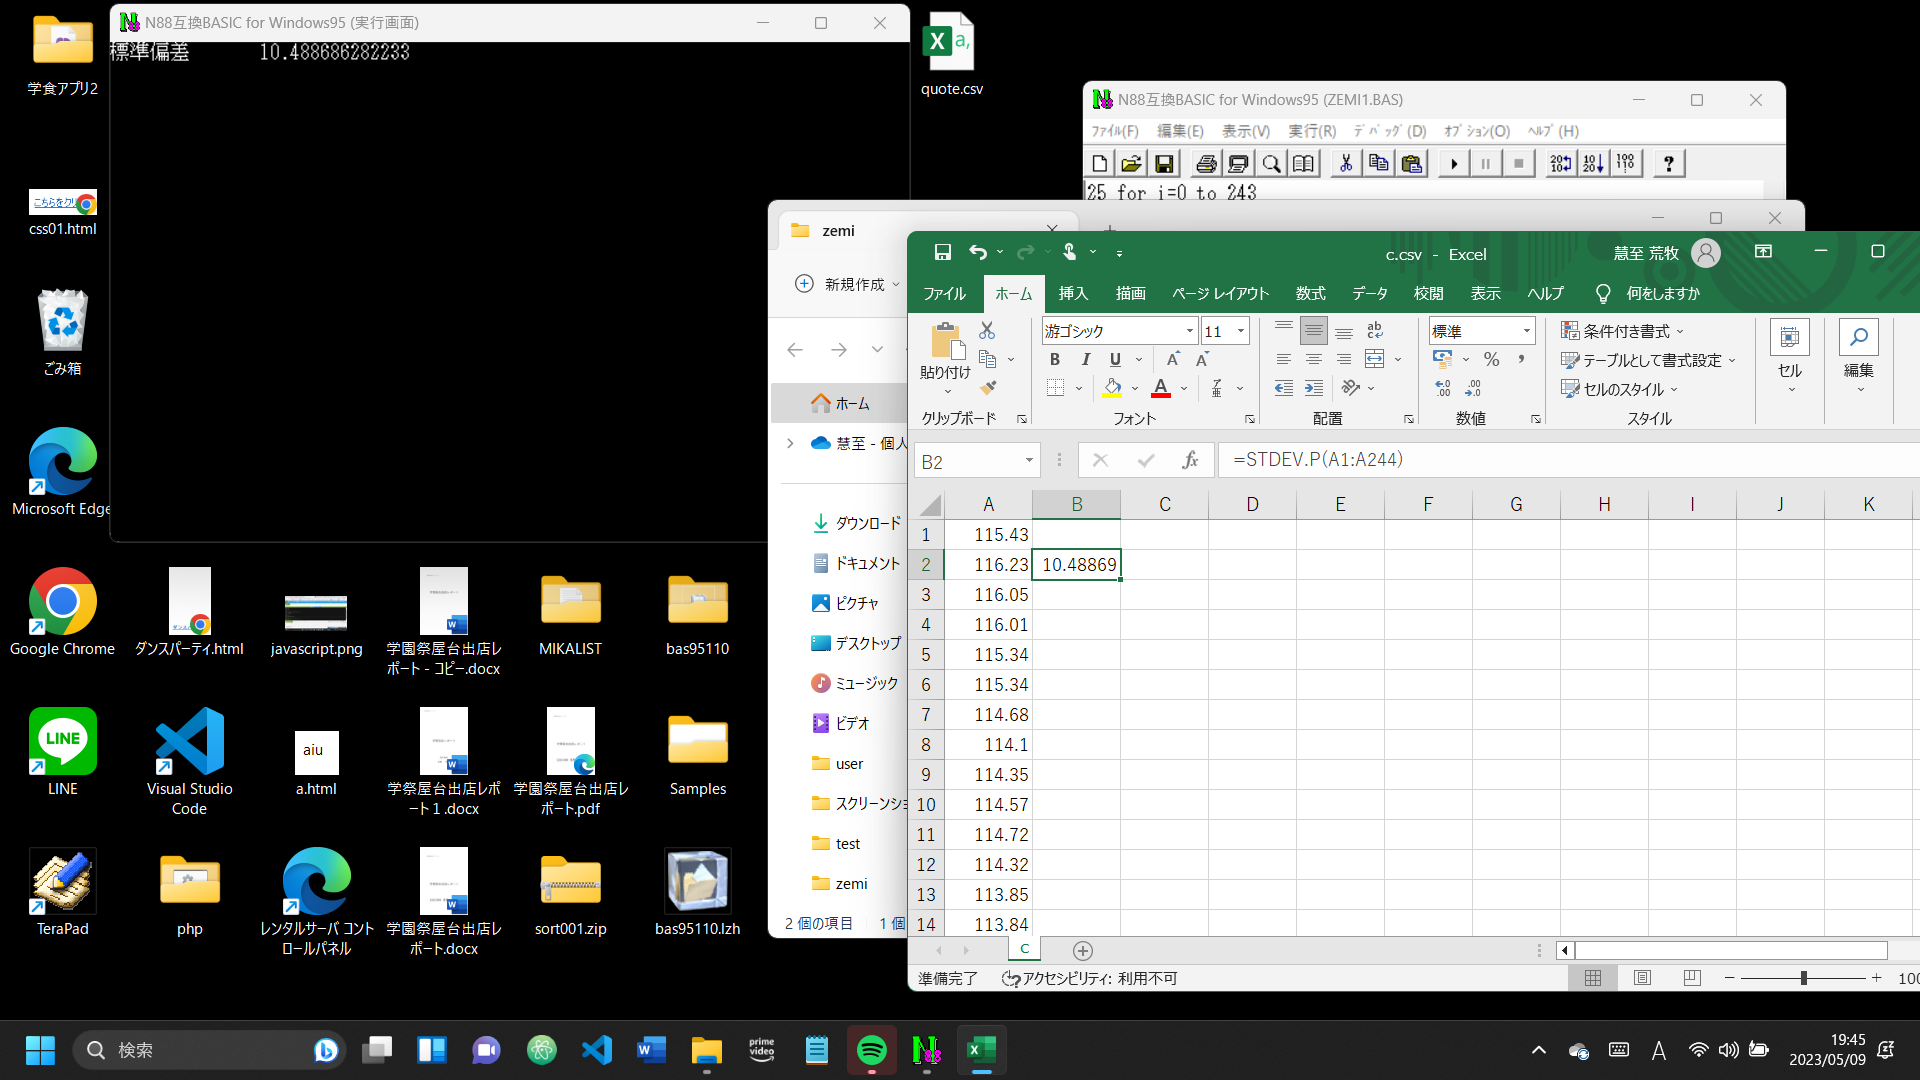 学食アプリ2
こちらをクリ
css01.html
ごみ箱
Microsoft Edge
N88互換BASIC for Windows95 (実行画面)
標準偏差 10.488686282233
quote.csv
N88互換BASIC for Windows95 (ZEMI1.BAS)
ﾌｧｲﾙ(F) 編集(E) 表示(V) 実行(R) ﾃﾞﾊﾞｯｸﾞ(D) ｵﾌﾟｼｮﾝ(O) ﾍﾙﾌﾟ(H)
25 for i=0 to 243
zemi
新規作成
ホーム
慧至 - 個人
ダウンロード
ドキュメント
ピクチャ
デスクトップ
ミュージック
ビデオ
user
スクリーンショ
test
zemi
2 個の項目 1 個
c.csv - Excel
慧至 荒牧
ファイル ホーム 挿入 描画 ページ レイアウト 数式 データ 校閲 表示 ヘルプ 何をしますか
貼り付け
クリップボード
游ゴシック 11
B I U
フォント
配置
標準
数値
条件付き書式
テーブルとして書式設定
セルのスタイル
スタイル
セル
編集
B2 fx =STDEV.P(A1:A244)
A B C D E F G H I J K
1 115.43
2 116.23 10.48869
3 116.05
4 116.01
5 115.34
6 115.34
7 114.68
8 114.1
9 114.35
10 114.57
11 114.72
12 114.32
13 113.85
14 113.84
C
準備完了 アクセシビリティ: 利用不可 100
Google Chrome
ダンスパーティ.html
javascript.png
学園祭屋台出店レ
ポート - コピー.docx
MIKALIST
bas95110
LINE
LINE
Visual Studio
Code
aiu
a.html
学祭屋台出店レポ
ート１.docx
学園祭屋台出店レ
ポート.pdf
Samples
TeraPad
php
レンタルサーバ コント
ロールパネル
学園祭屋台出店レ
ポート.docx
sort001.zip
bas95110.lzh
検索
prime
video
A
19:45
2023/05/09